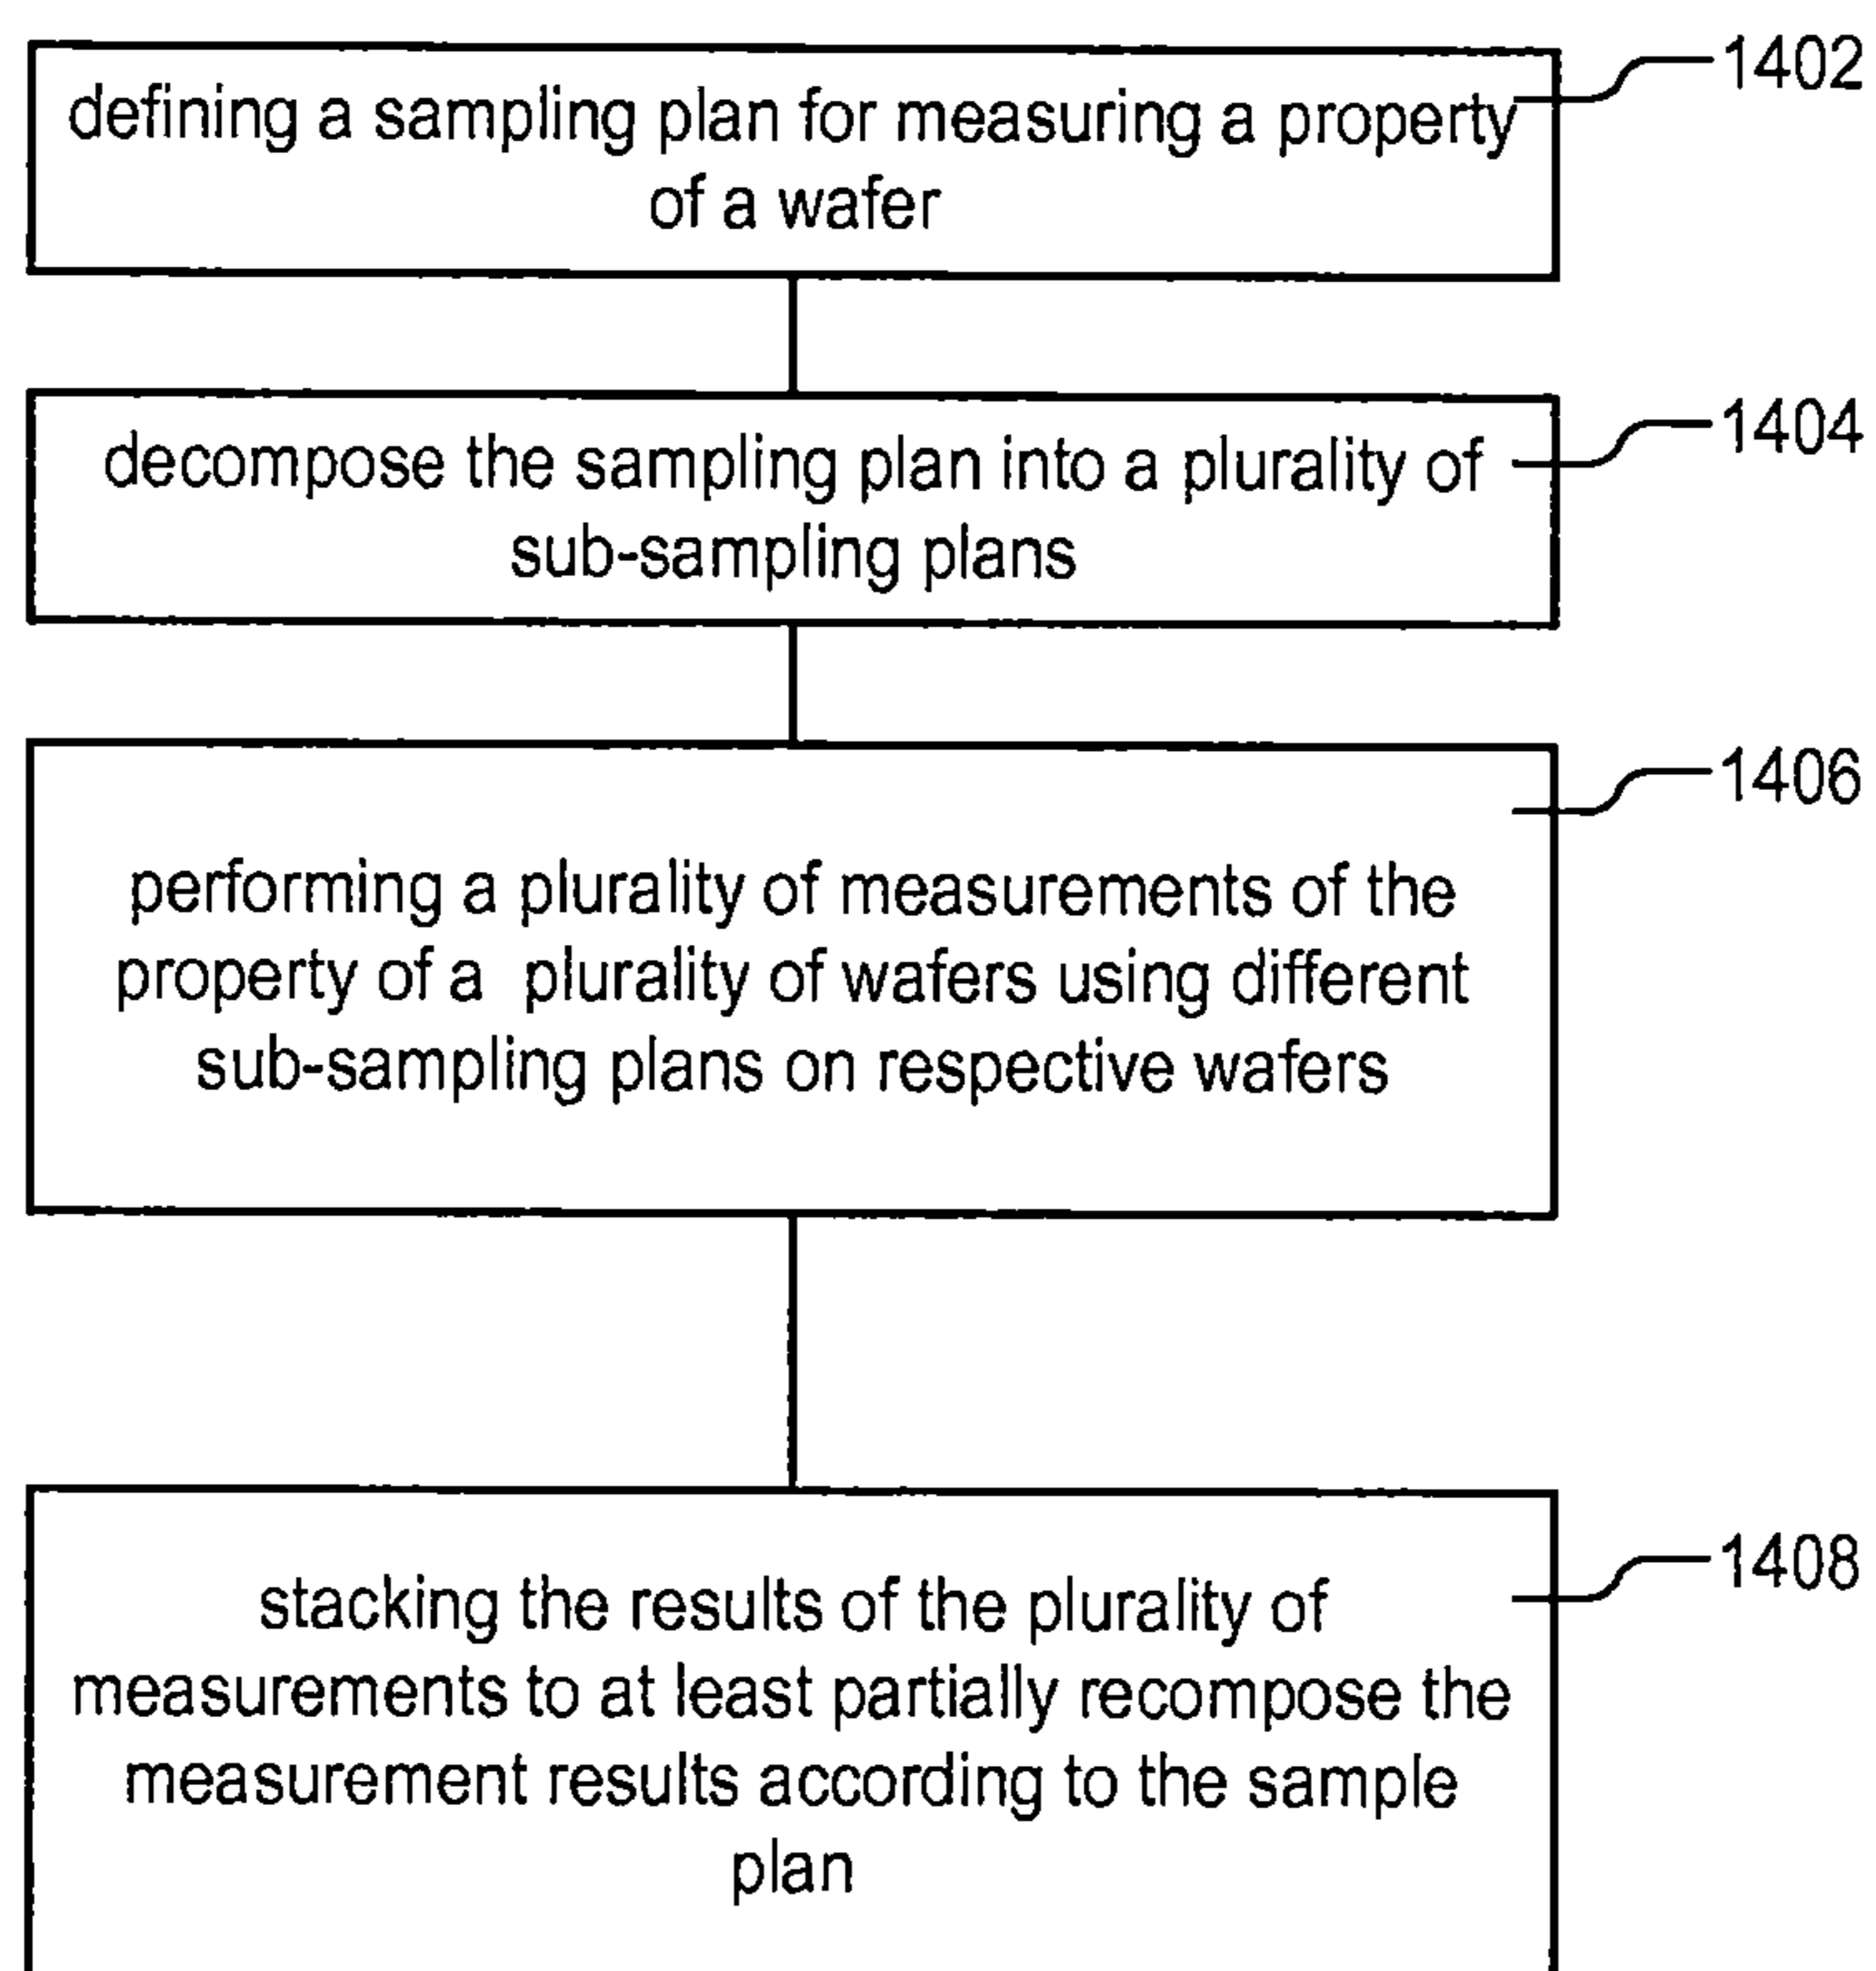 1402
defining a sampling plan for measuring a property
of a wafer
1404
decompose the sampling plan into a plurality of
sub-sampling plans
1406
performing a plurality of measurements of the
property of a plurality of wafers using different
sub-sampling plans on respective wafers
1408
stacking the results of the plurality of
measurements to at least partially recompose the
measurement results according to the sample
plan